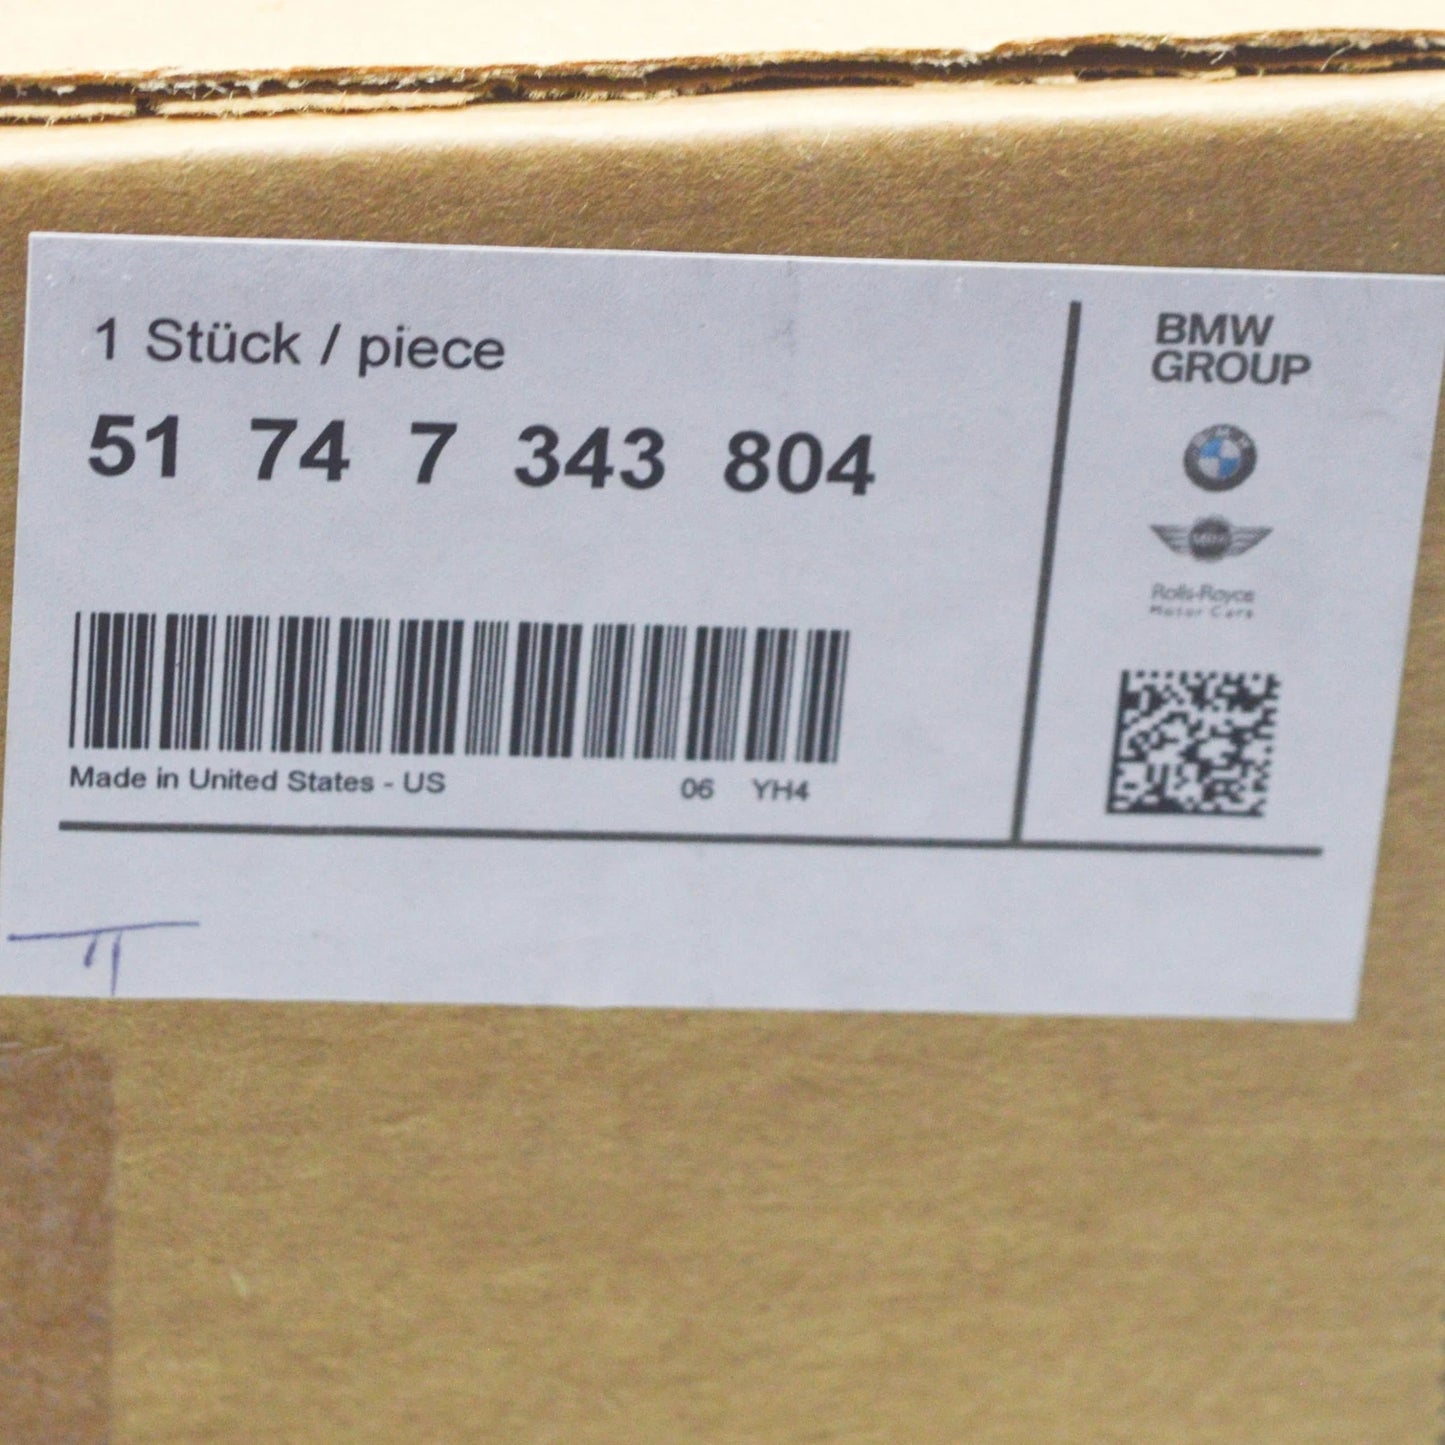 1 Stück / piece
51 74 7 343 804
Made in United States - US 06 YH4
BMW
GROUP
MINI
Rolls-Royce
Motor Cars